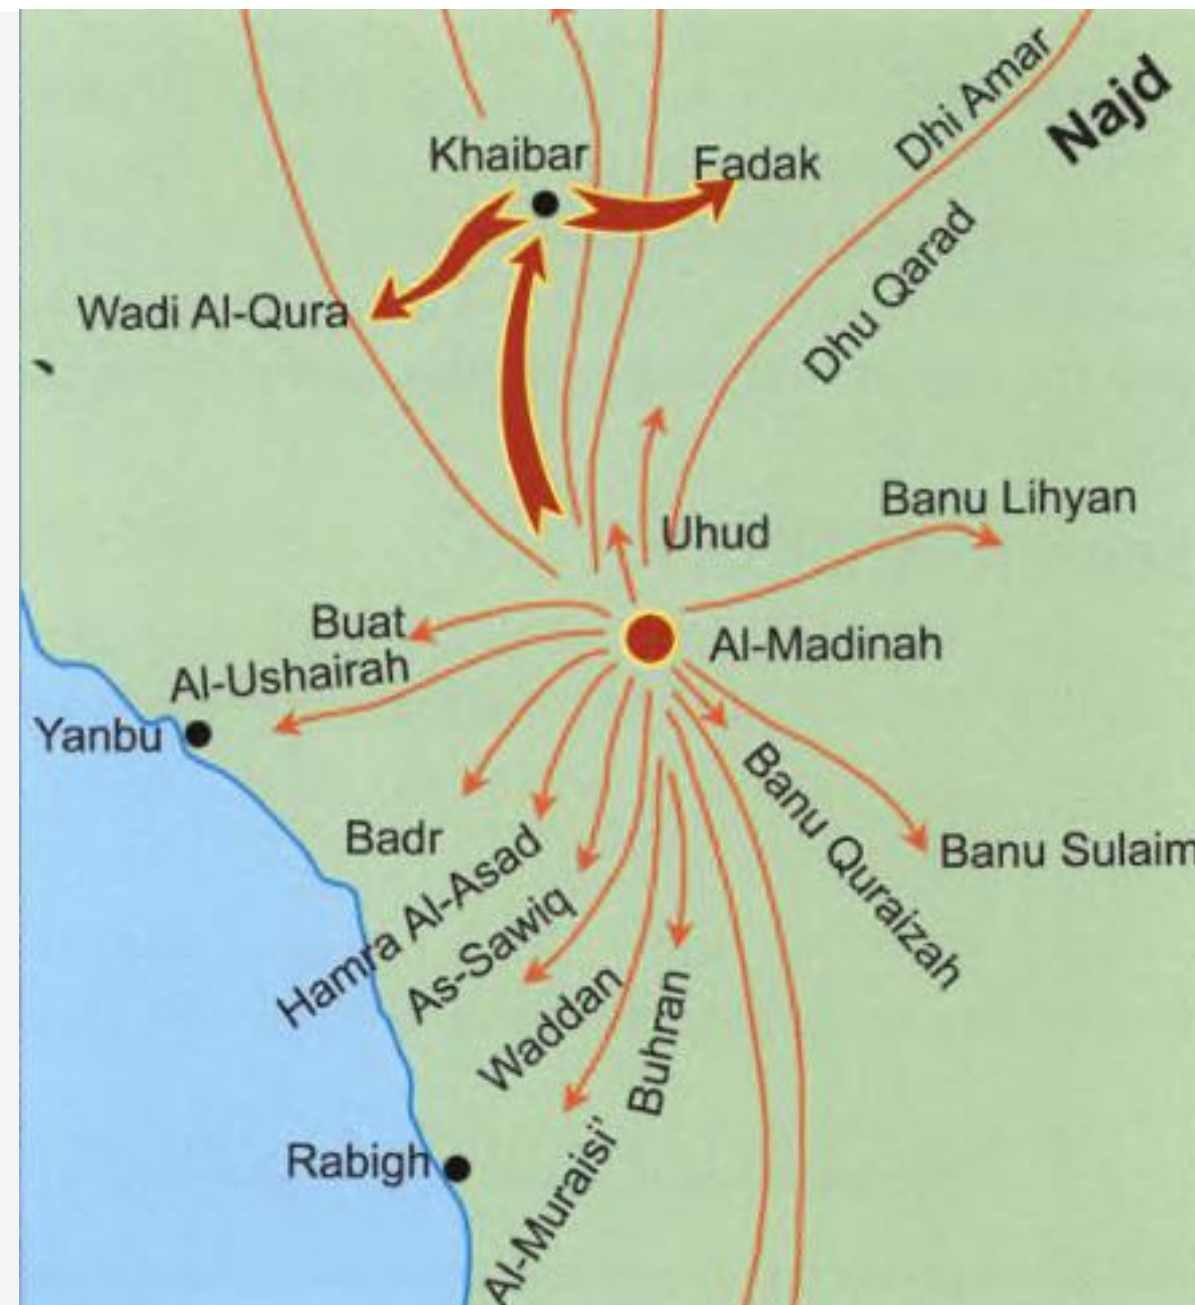 Dhi Amar
Najd
Khaibar
Fadak
Dhu Qarad
Wadi Al-Qura
Banu Lihyan
Uhud
Buat
Al-Madinah
Al-Ushairah
Yanbu
Banu Quraizah
Badr
Banu Sulaim
Hamra Al-Asad
As-Sawiq
Waddan
Buhran
Rabigh
Al-Muraisi'